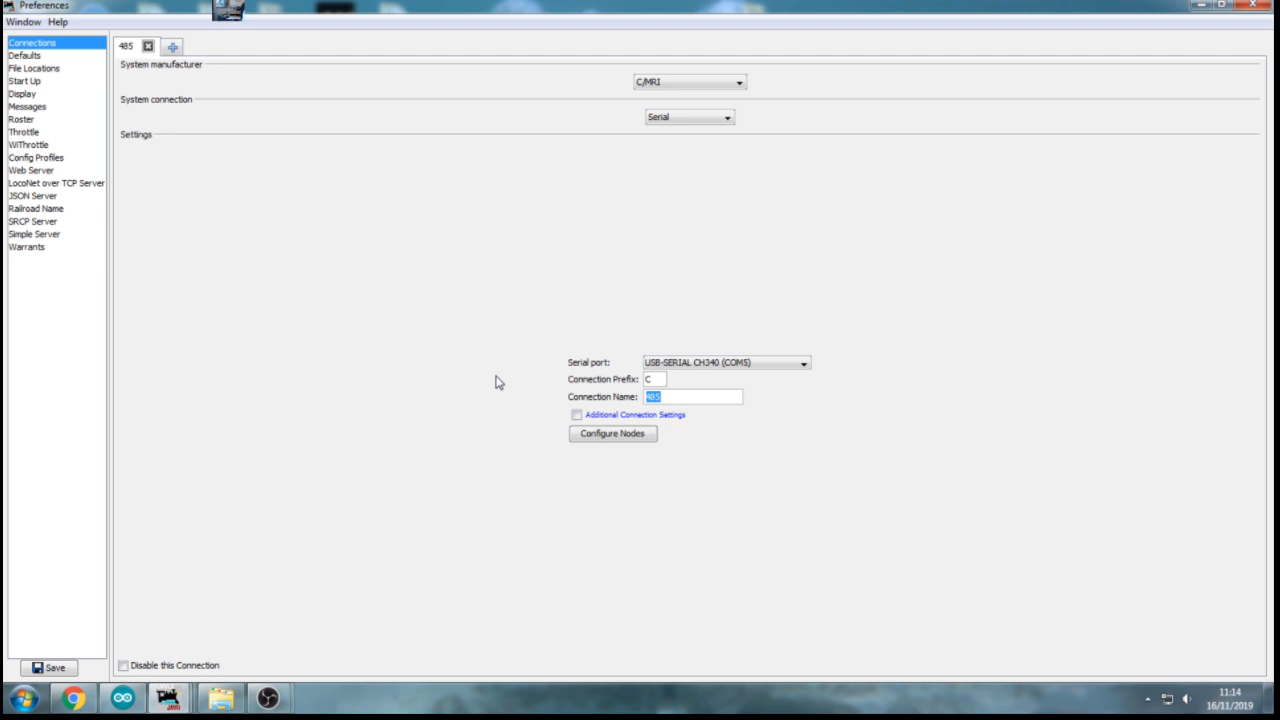 Preferences
Window Help
Connections
Defaults
File Locations
Start Up
Display
Messages
Roster
Throttle
WiThrottle
Config Profiles
Web Server
LocoNet over TCP Server
JSON Server
Railroad Name
SRCP Server
Simple Server
Warrants
Save
485
System manufacturer
C/MRI
System connection
Serial
Settings
Serial port: USB-SERIAL CH340 (COM5)
Connection Prefix: C
Connection Name: 485
Additional Connection Settings
Configure Nodes
Disable this Connection
JMRI
11:14
16/11/2019